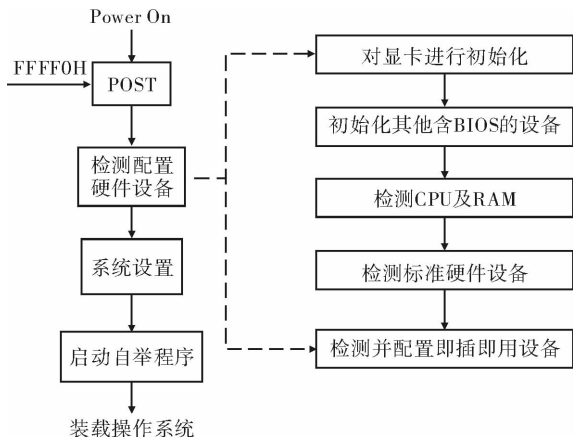 Power On
FFFF0H
POST
检测配置
硬件设备
系统设置
启动自举程序
装载操作系统
对显卡进行初始化
初始化其他含BIOS的设备
检测CPU及RAM
检测标准硬件设备
检测并配置即插即用设备